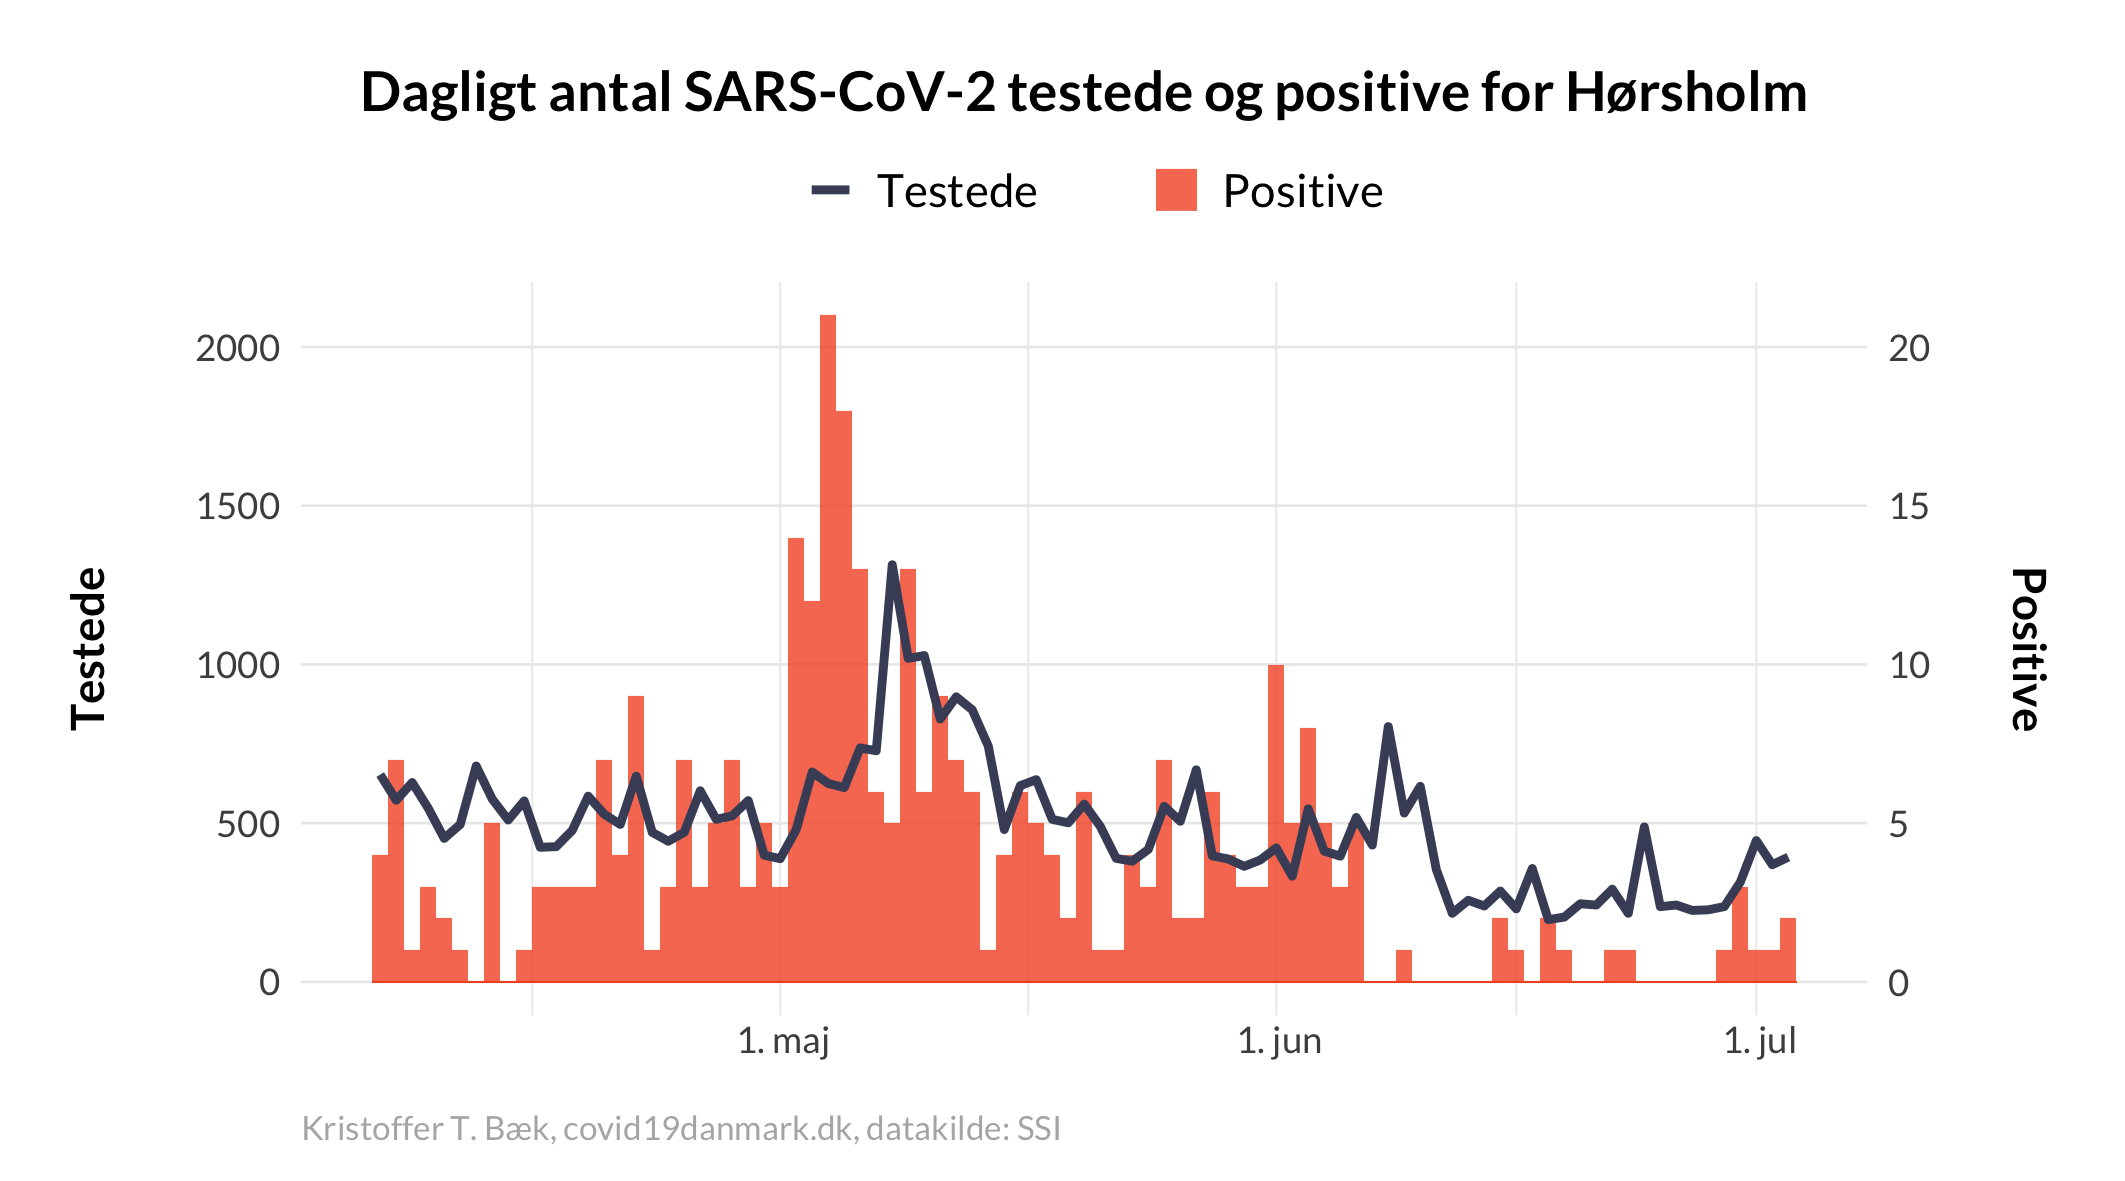 Dagligt antal SARS-CoV-2 testede og positive for Hørsholm
Testede
Positive
2000
1500
1000
500
0
Testede
20
15
10
5
0
Positive
1. maj
1. jun
1. jul
Kristoffer T. Bæk, covid19danmark.dk, datakilde: SSI